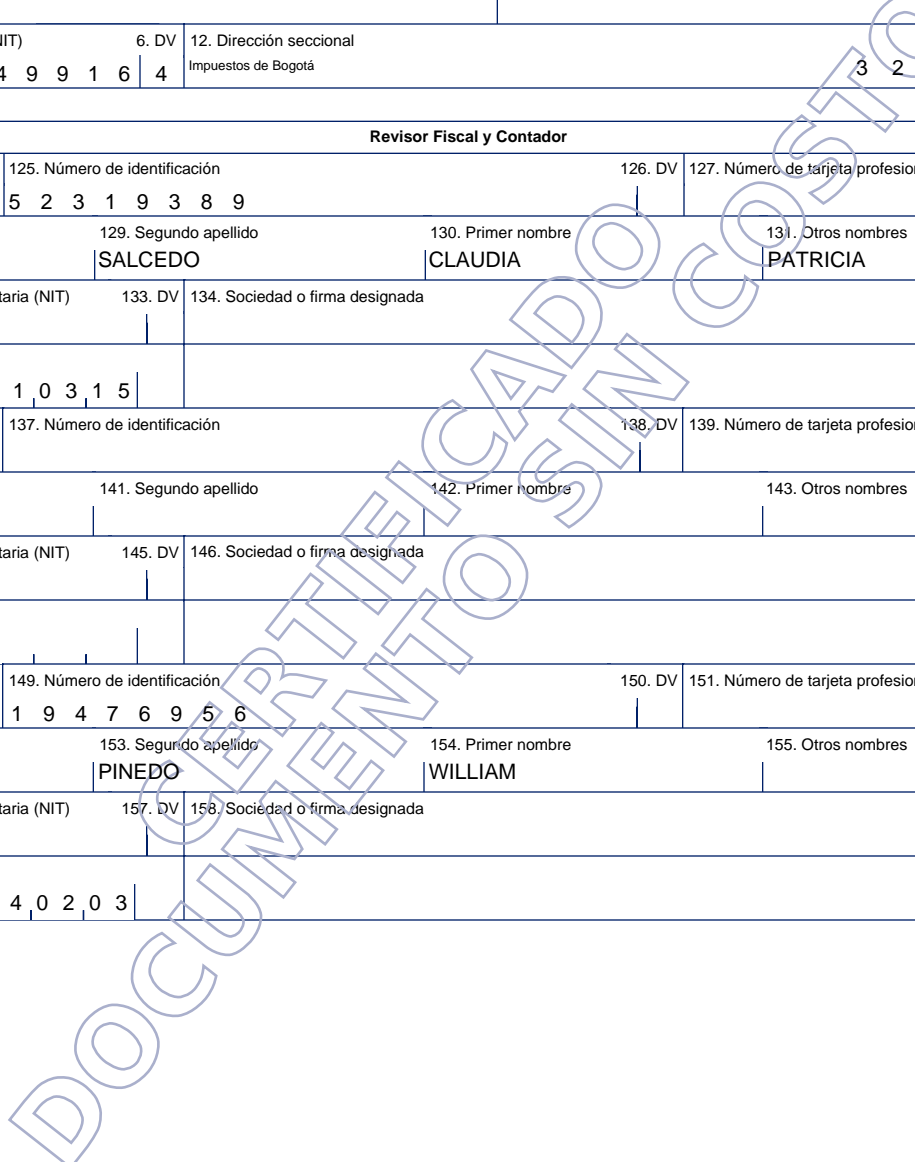 NIT) 6. DV 12. Dirección seccional
4 9 9 1 6 4 Impuestos de Bogotá 3 2
Revisor Fiscal y Contador
125. Número de identificación 126. DV 127. Número de tarjeta profesion
5 2 3 1 9 3 8 9
129. Segundo apellido 130. Primer nombre 131. Otros nombres
SALCEDO CLAUDIA PATRICIA
taria (NIT) 133. DV 134. Sociedad o firma designada
1 0 3 1 5
137. Número de identificación 138. DV 139. Número de tarjeta profesion
141. Segundo apellido 142. Primer nombre 143. Otros nombres
taria (NIT) 145. DV 146. Sociedad o firma designada
149. Número de identificación 150. DV 151. Número de tarjeta profesion
1 9 4 7 6 9 5 6
153. Segundo apellido 154. Primer nombre 155. Otros nombres
PINEDO WILLIAM
taria (NIT) 157. DV 158. Sociedad o firma designada
4 0 2 0 3
CERTIFICADO
DOCUMENTO SIN COSTO